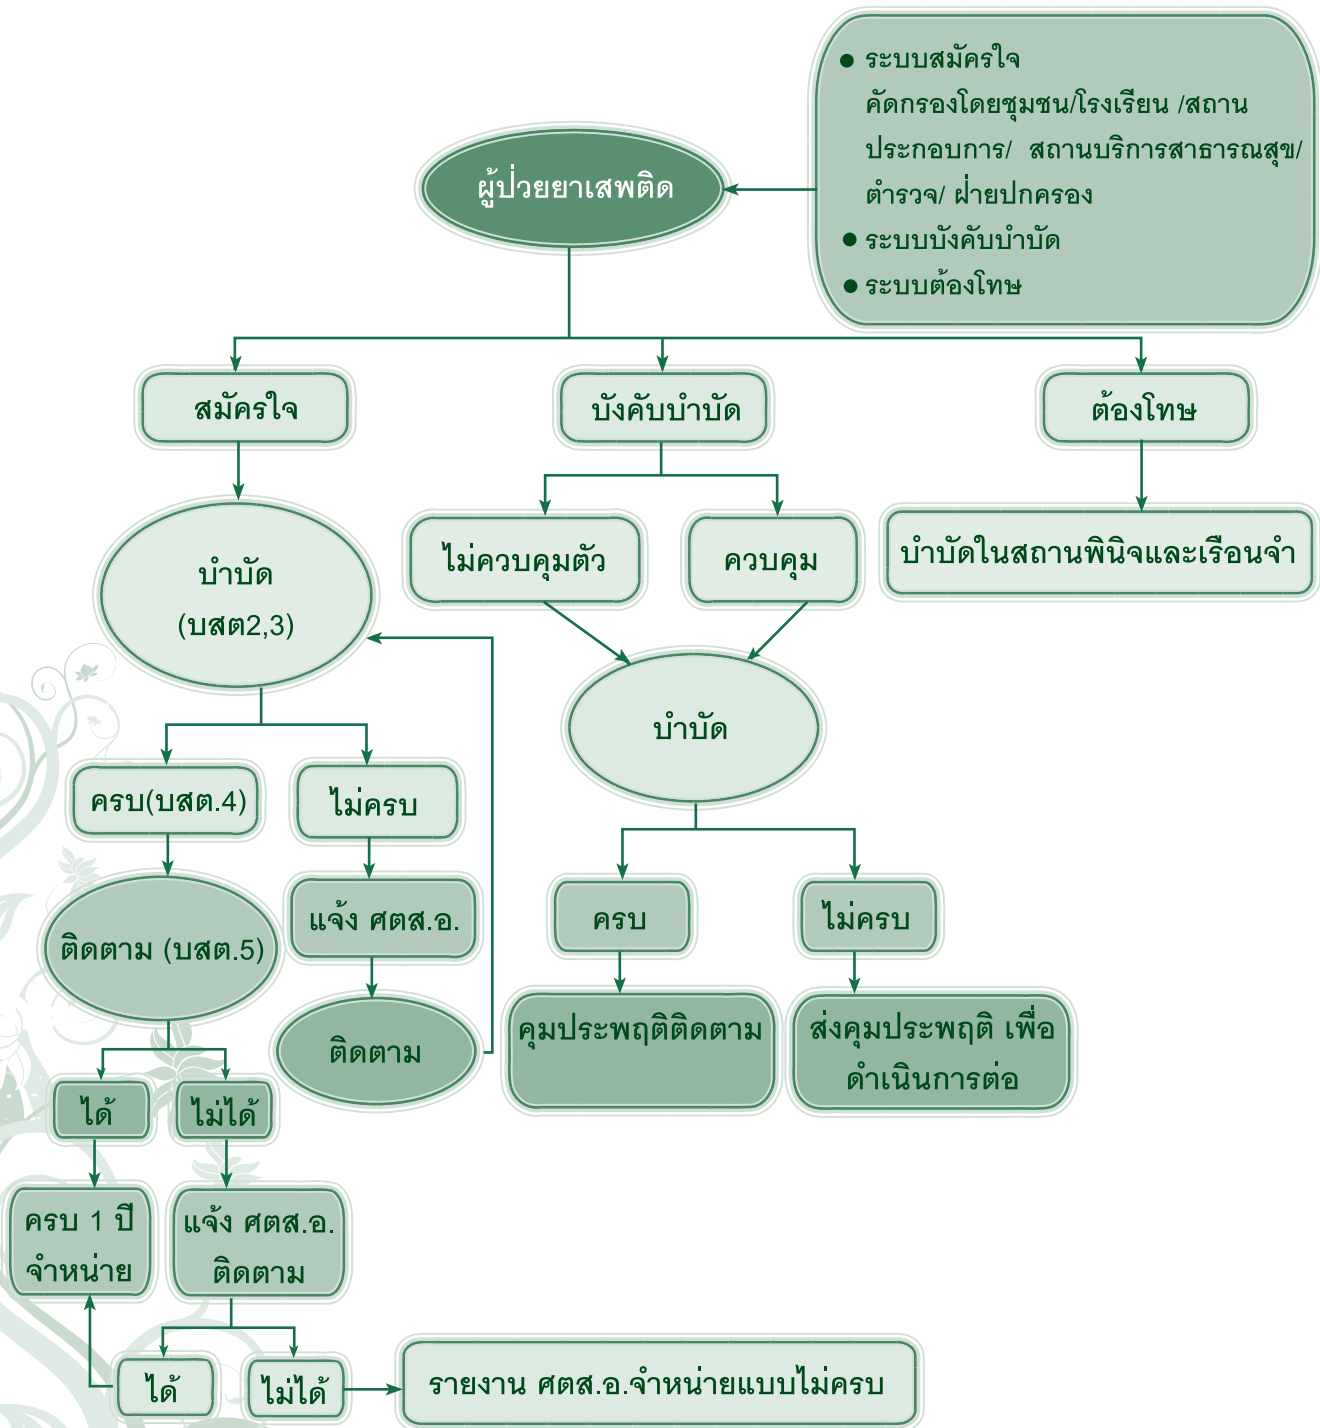 ● ระบบสมัครใจ
คัดกรองโดยชุมชน/โรงเรียน /สถาน
ประกอบการ/ สถานบริการสาธารณสุข/
ตำรวจ/ ฝ่ายปกครอง
● ระบบบังคับบำบัด
● ระบบต้องโทษ
ผู้ป่วยยาเสพติด
สมัครใจ
บังคับบำบัด
ต้องโทษ
บำบัด
(บสต2,3)
ไม่ควบคุมตัว
ควบคุม
บำบัดในสถานพินิจและเรือนจำ
บำบัด
ครบ(บสต.4)
ไม่ครบ
ติดตาม (บสต.5)
แจ้ง ศตส.อ.
ครบ
ไม่ครบ
ติดตาม
คุมประพฤติติดตาม
ส่งคุมประพฤติ เพื่อ
ดำเนินการต่อ
ได้
ไม่ได้
ครบ 1 ปี
จำหน่าย
แจ้ง ศตส.อ.
ติดตาม
ได้
ไม่ได้
รายงาน ศตส.อ.จำหน่ายแบบไม่ครบ